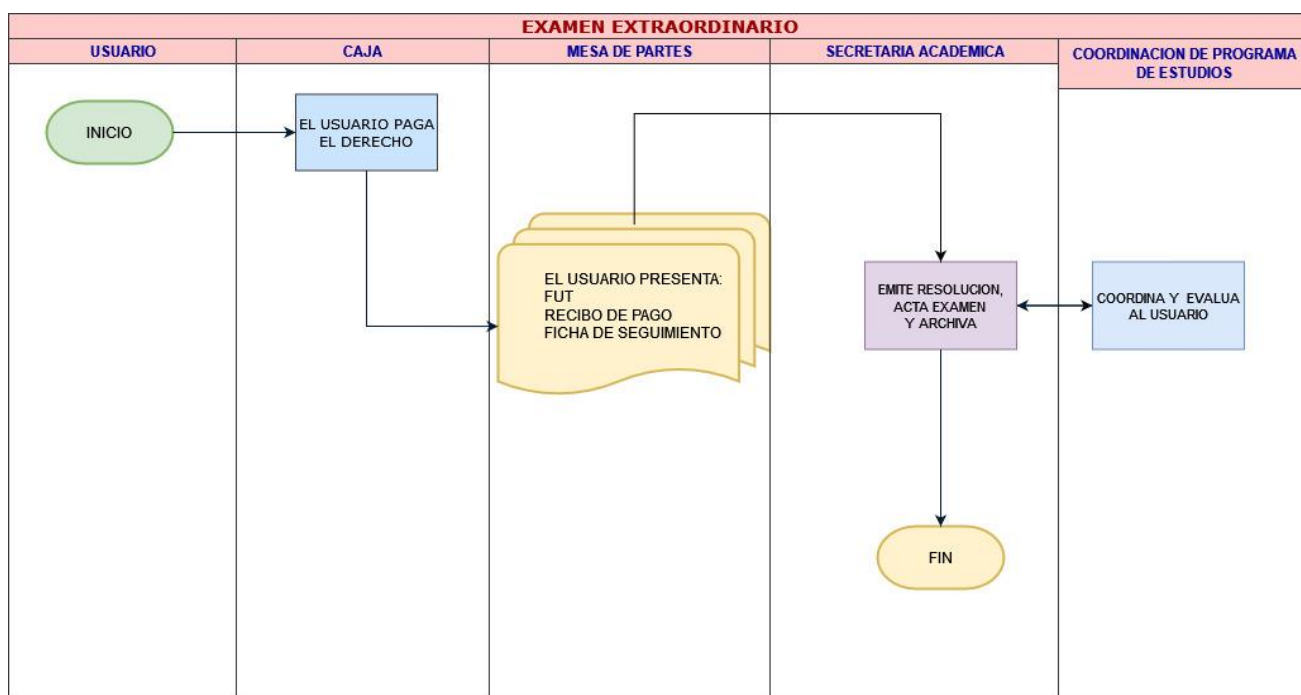 EXAMEN EXTRAORDINARIO
USUARIO
CAJA
MESA DE PARTES
SECRETARIA ACADEMICA
COORDINACION DE PROGRAMA
DE ESTUDIOS
INICIO
EL USUARIO PAGA
EL DERECHO
EL USUARIO PRESENTA:
FUT
RECIBO DE PAGO
FICHA DE SEGUIMIENTO
EMITE RESOLUCION,
ACTA EXAMEN
Y ARCHIVA
COORDINA Y EVALUA
AL USUARIO
FIN